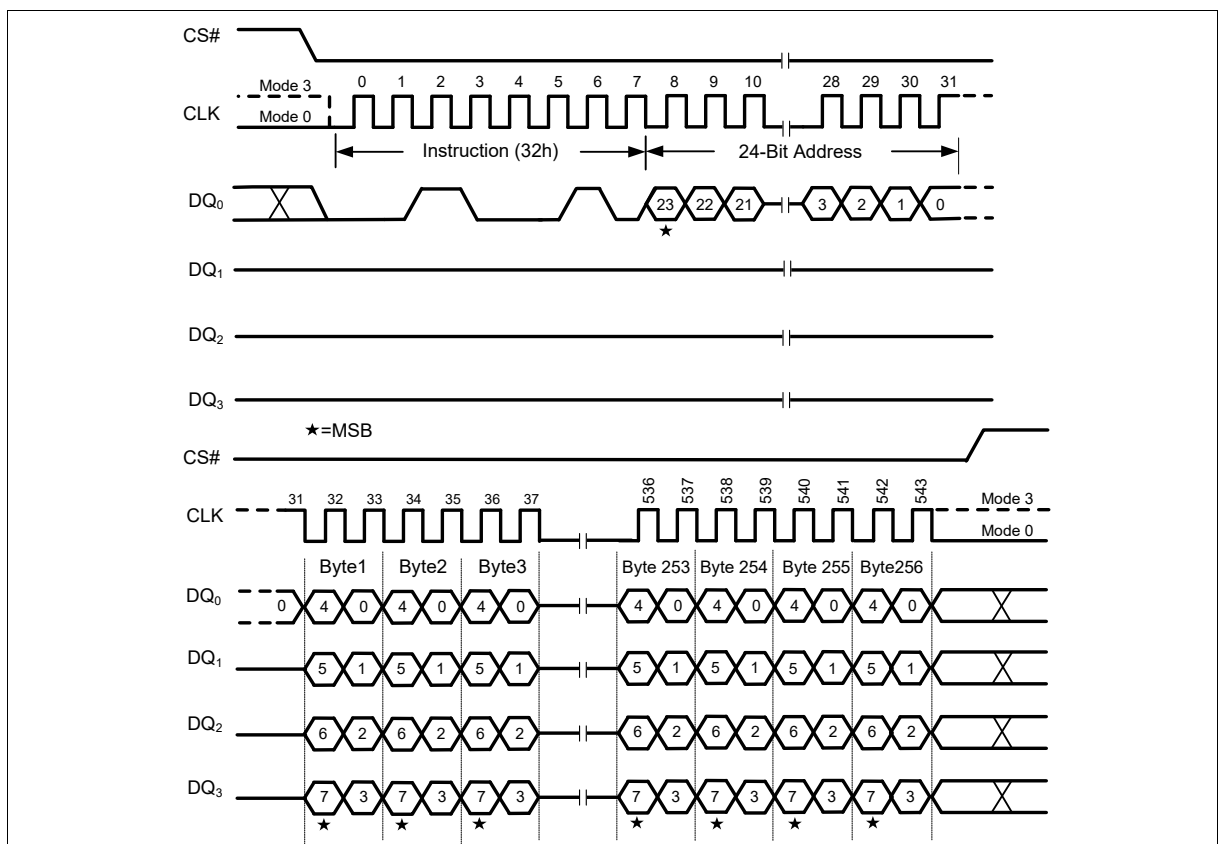 CS#
0 1 2 3 4 5 6 7 8 9 10 28 29 30 31
Mode 3
CLK
Mode 0
Instruction (32h) 24-Bit Address
DQ0 23 22 21 3 2 1 0
★
DQ1
DQ2
DQ3
★=MSB
CS#
31 32 33 34 35 36 37 536 537 538 539 540 541 542 543
CLK Mode 3
Mode 0
Byte1 Byte2 Byte3 Byte 253 Byte 254 Byte 255 Byte256
DQ0 0 4 0 4 0 4 0 4 0 4 0 4 0 4 0
DQ1 5 1 5 1 5 1 5 1 5 1 5 1 5 1
DQ2 6 2 6 2 6 2 6 2 6 2 6 2 6 2
DQ3 7 3 7 3 7 3 7 3 7 3 7 3 7 3
★ ★ ★ ★ ★ ★ ★